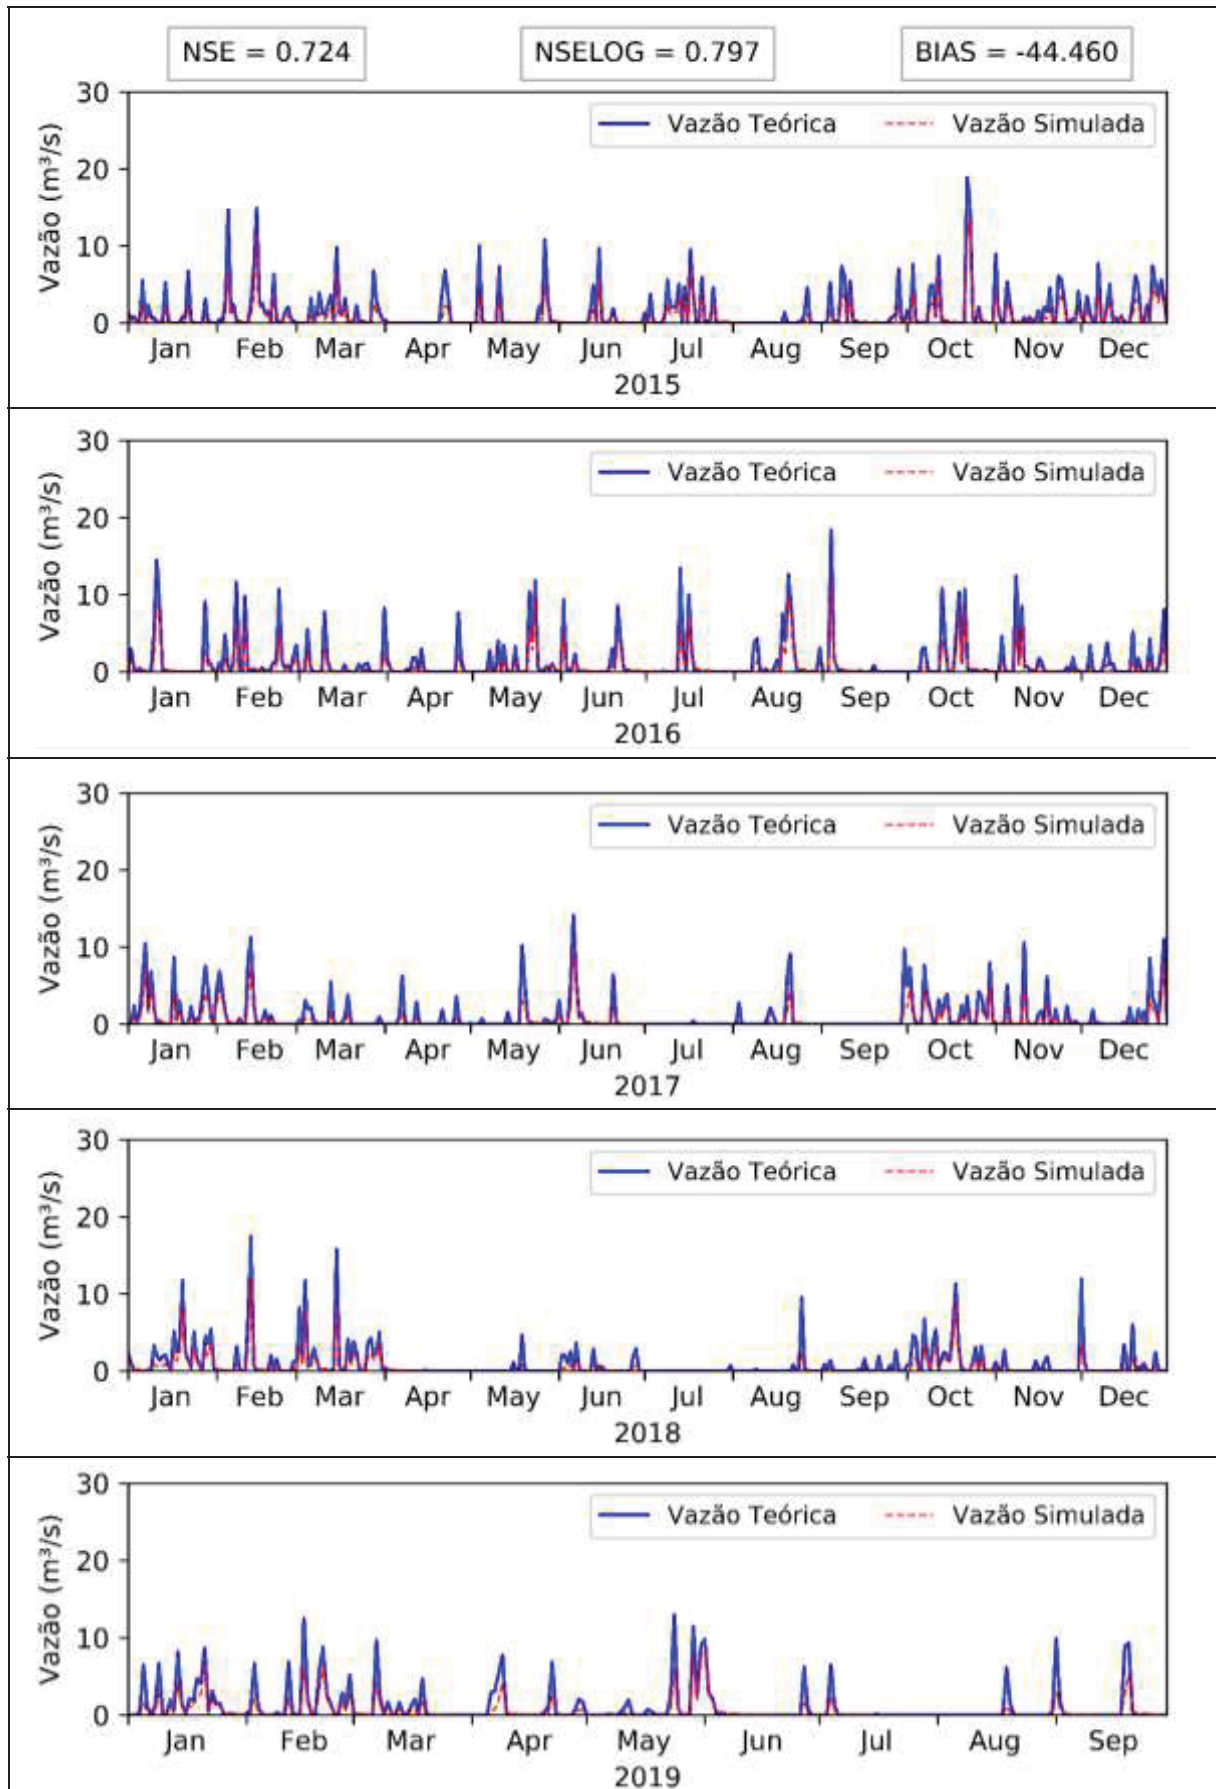 NSE = 0.724 NSELOG = 0.797 BIAS = -44.460
30
Vazão Teórica Vazão Simulada
20
Vazão (m³/s)
10
0
Jan Feb Mar Apr May Jun Jul Aug Sep Oct Nov Dec
2015
30
Vazão Teórica Vazão Simulada
20
Vazão (m³/s)
10
0
Jan Feb Mar Apr May Jun Jul Aug Sep Oct Nov Dec
2016
30
Vazão Teórica Vazão Simulada
20
Vazão (m³/s)
10
0
Jan Feb Mar Apr May Jun Jul Aug Sep Oct Nov Dec
2017
30
Vazão Teórica Vazão Simulada
20
Vazão (m³/s)
10
0
Jan Feb Mar Apr May Jun Jul Aug Sep Oct Nov Dec
2018
30
Vazão Teórica Vazão Simulada
20
Vazão (m³/s)
10
0
Jan Feb Mar Apr May Jun Jul Aug Sep
2019